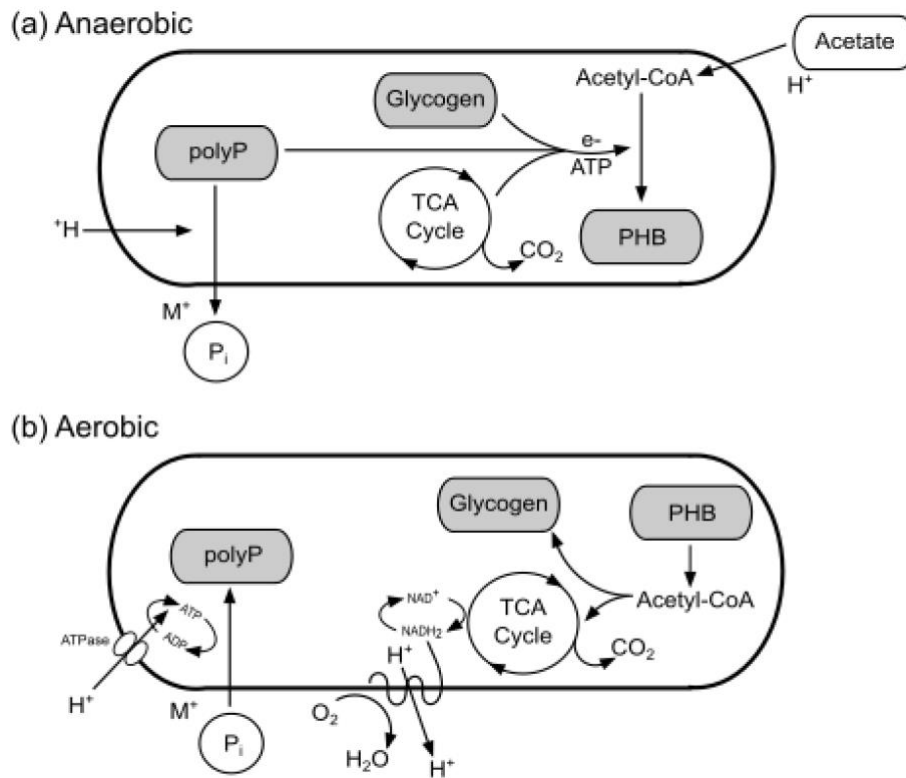 (a) Anaerobic
Acetate
Acetyl-CoA
H⁺
Glycogen
polyP
e-
ATP
TCA
Cycle
⁺H
PHB
CO₂
M⁺
Pᵢ
(b) Aerobic
Glycogen
PHB
polyP
NAD⁺
TCA
Cycle
Acetyl-CoA
ATP
ADP
ATPase
NADH₂
CO₂
H⁺
H⁺
M⁺
O₂
Pᵢ
H₂O
H⁺